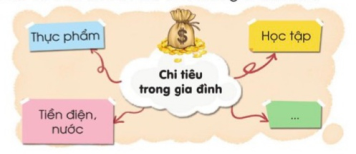 Thực phẩm
Học tập
Chi tiêu
trong gia đình
Tiền điện,
nước
...